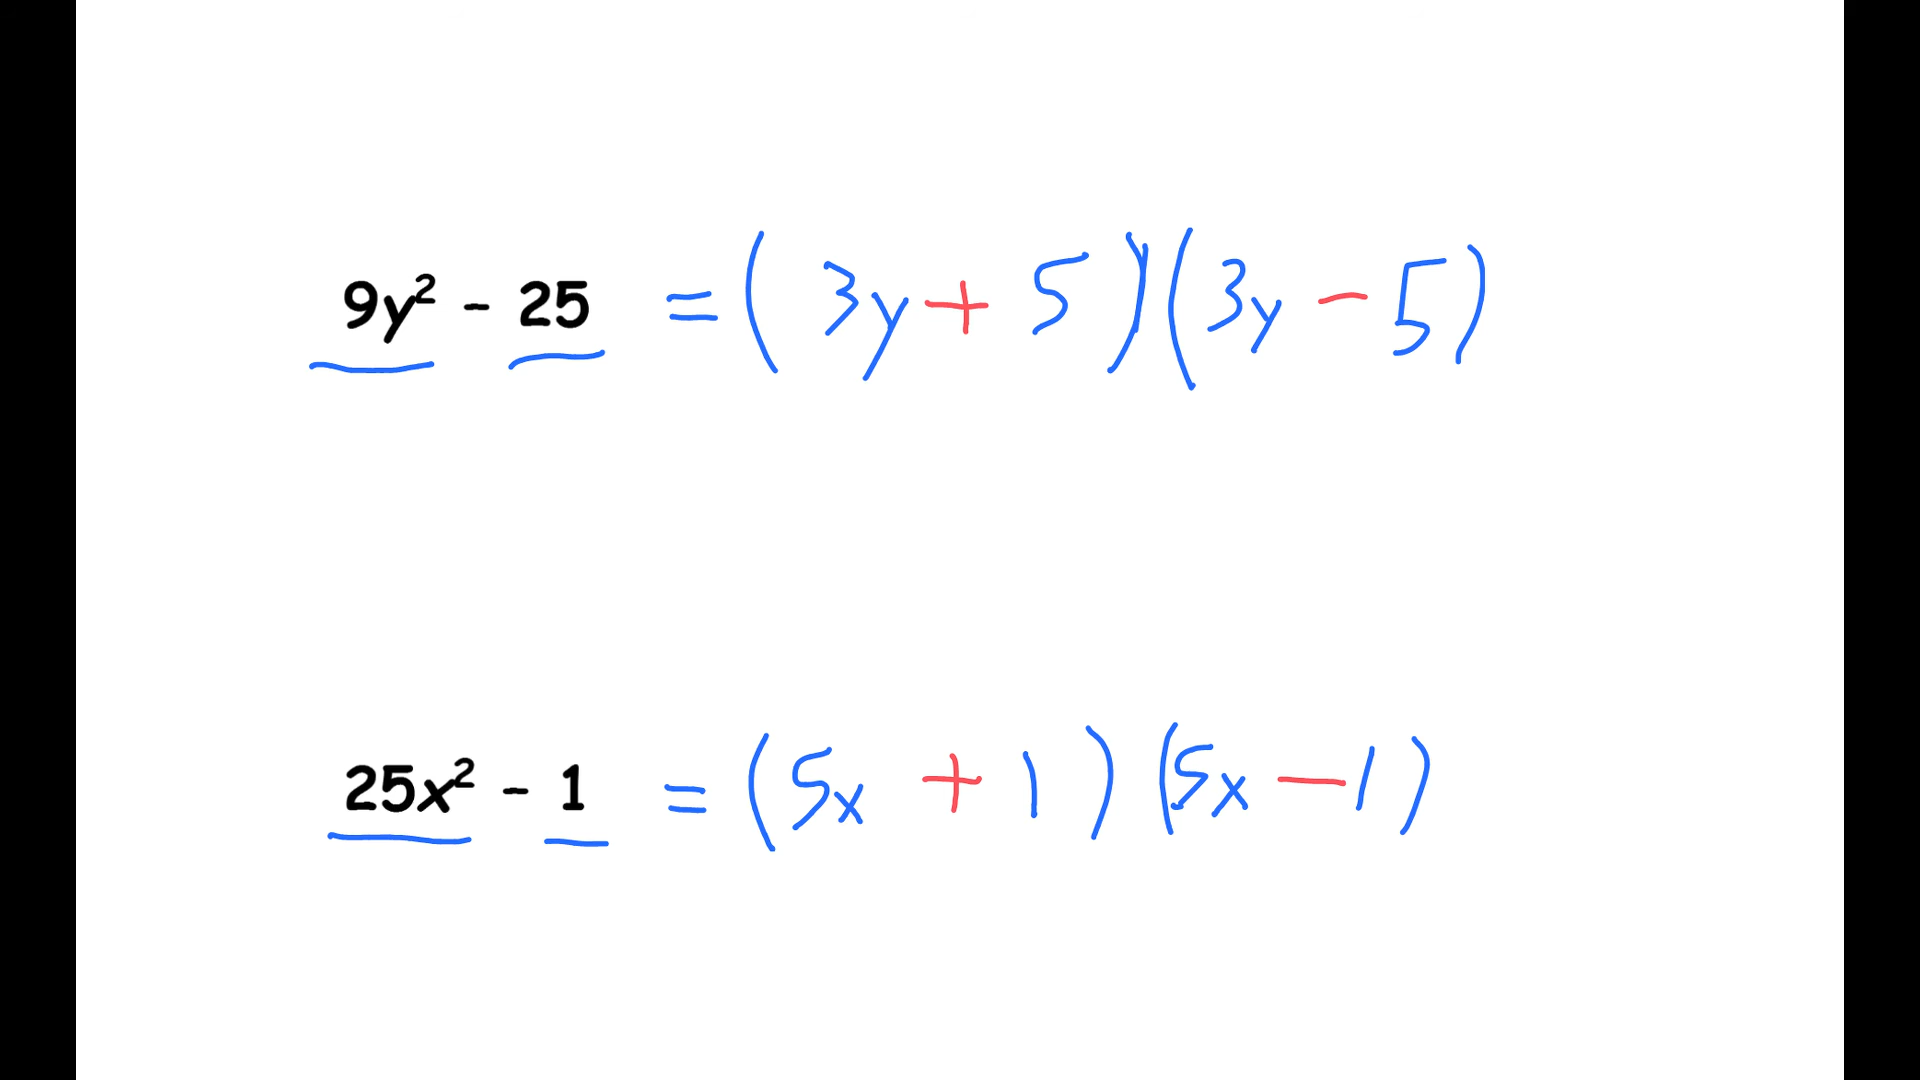 9y² - 25 = (3y + 5)(3y - 5)
25x² - 1 = (5x + 1)(5x - 1)